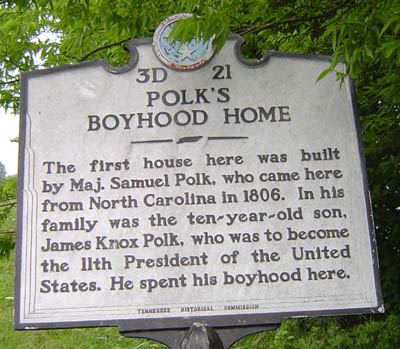 3D 21
POLK'S
BOYHOOD HOME
The first house here was built
by Maj. Samuel Polk, who came here
from North Carolina in 1806. In his
family was the ten-year-old son,
James Knox Polk, who was to become
the 11th President of the United
States. He spent his boyhood here.
TENNESSEE HISTORICAL COMMISSION